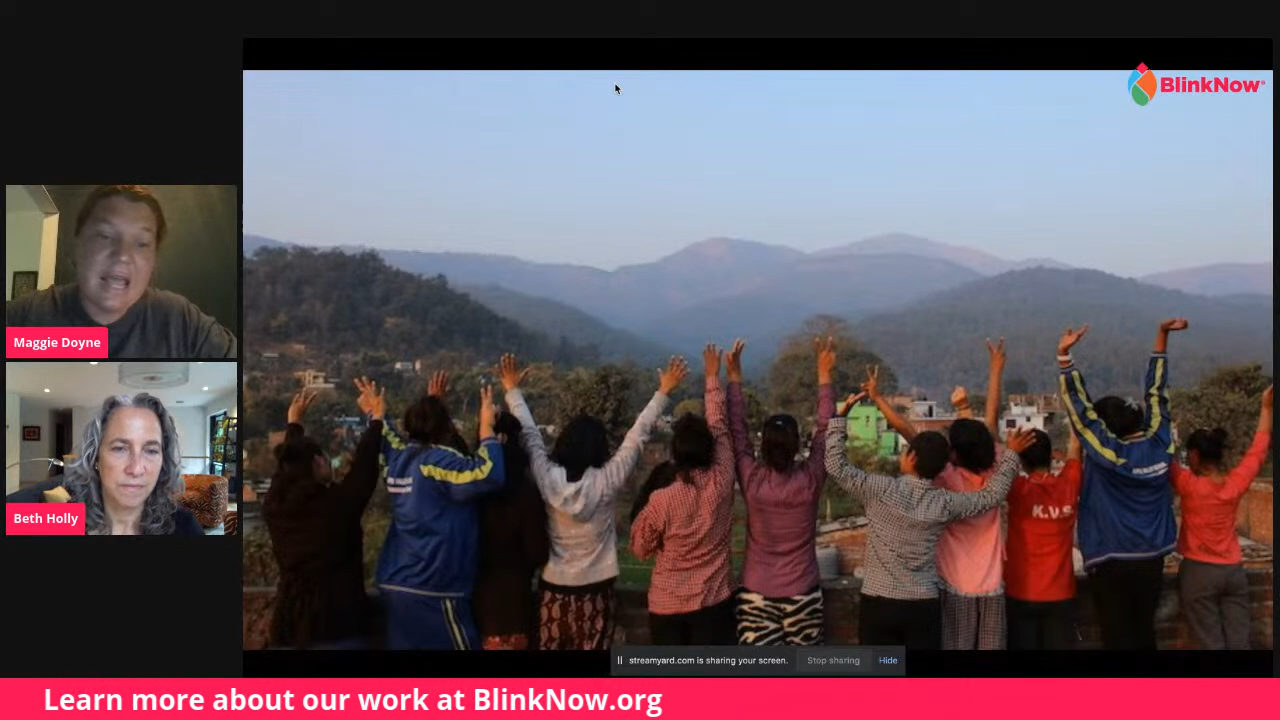 BlinkNow
Maggie Doyne
Beth Holly
K.V.S
streamyard.com is sharing your screen. Stop sharing Hide
Learn more about our work at BlinkNow.org